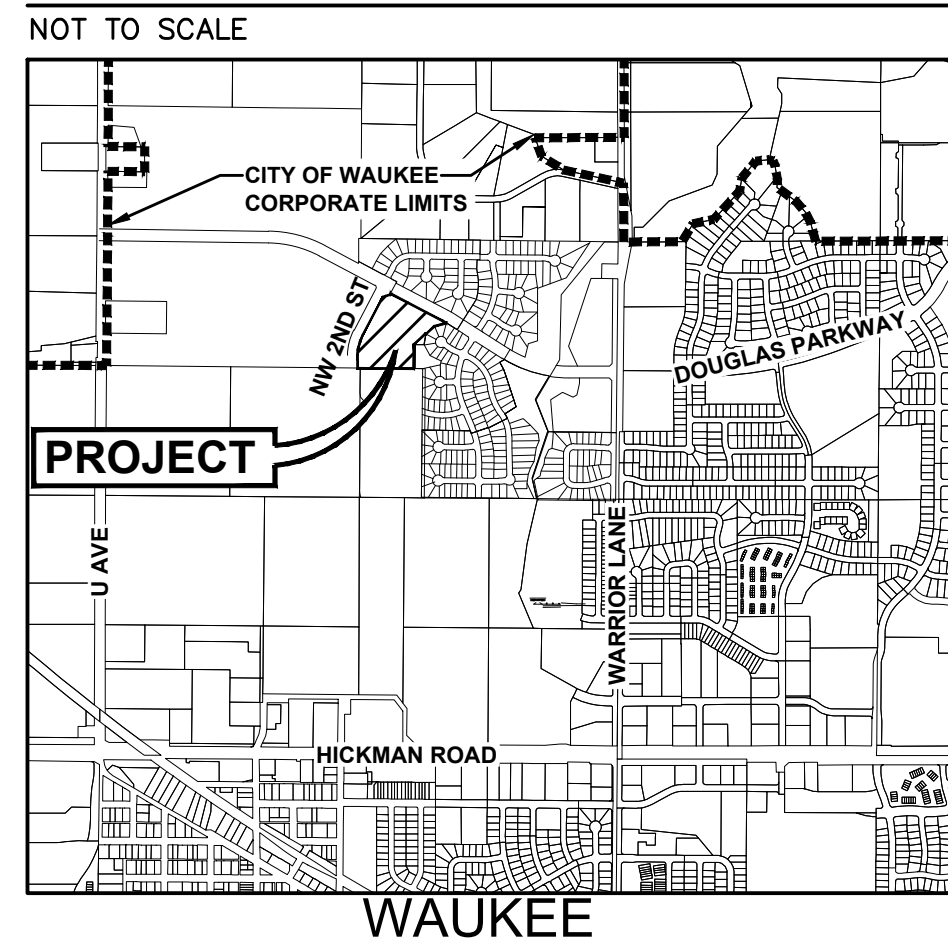 NOT TO SCALE
CITY OF WAUKEE
CORPORATE LIMITS
NW 2ND ST
DOUGLAS PARKWAY
PROJECT
U AVE
WARRIOR LANE
HICKMAN ROAD
WAUKEE